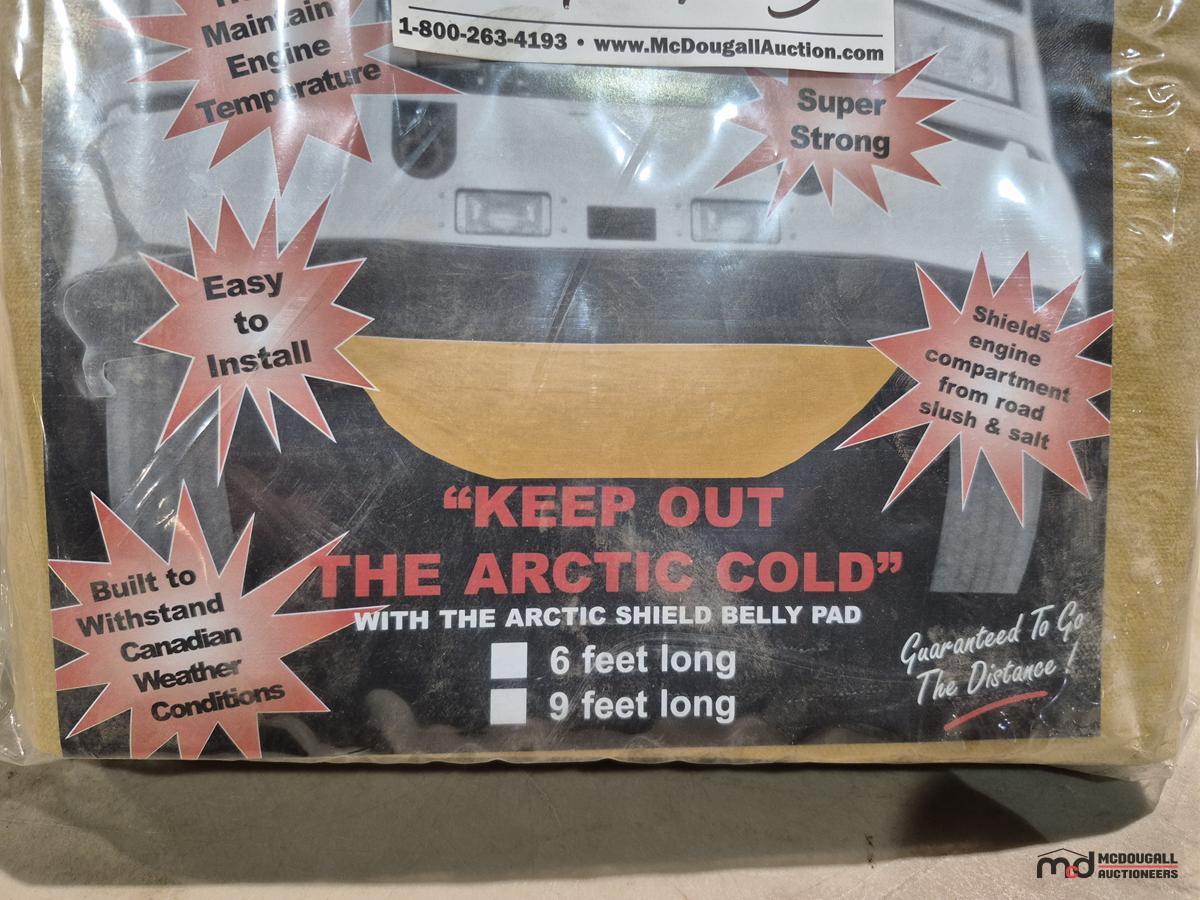 1-800-263-4193 • www.McDougallAuction.com
Maintain
Engine
Temperature
Super
Strong
Easy
to
Install
Shields
engine
compartment
from road
slush & salt
"KEEP OUT
THE ARCTIC COLD"
WITH THE ARCTIC SHIELD BELLY PAD
6 feet long
9 feet long
Built to
Withstand
Canadian
Weather
Conditions
Guaranteed To Go
The Distance!
mcd
MCDOUGALL
AUCTIONEERS